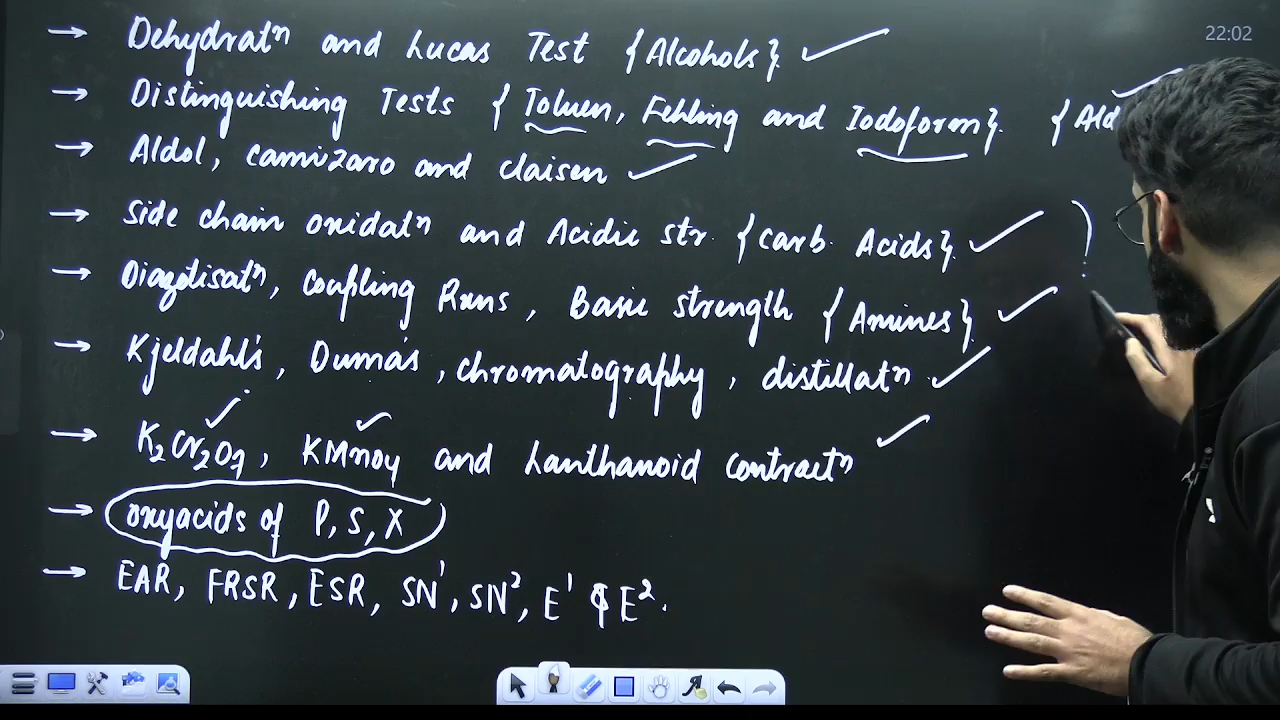 22:02
→ Dehydratⁿ and Lucas Test {Alcohols}. ✓
→ Distinguishing Tests {Toluen, Fehling and Iodoform}. {Ald ✓
→ Aldol, cannizaro and claisen ✓
→ Side chain oxidatⁿ and Acidic str. {carb. Acids}. ✓
→ Diazotisatⁿ, coupling Rxns, Basic strength {Amines}. ✓
→ Kjeldahl's, Duma's, chromatography, distillatⁿ. ✓
→ K₂Cr₂O₇, KMnO₄ and Lanthanoid contractⁿ ✓
→ oxyacids of P, S, X
→ EAR, FRSR, ESR, SN¹, SN², E¹ & E².